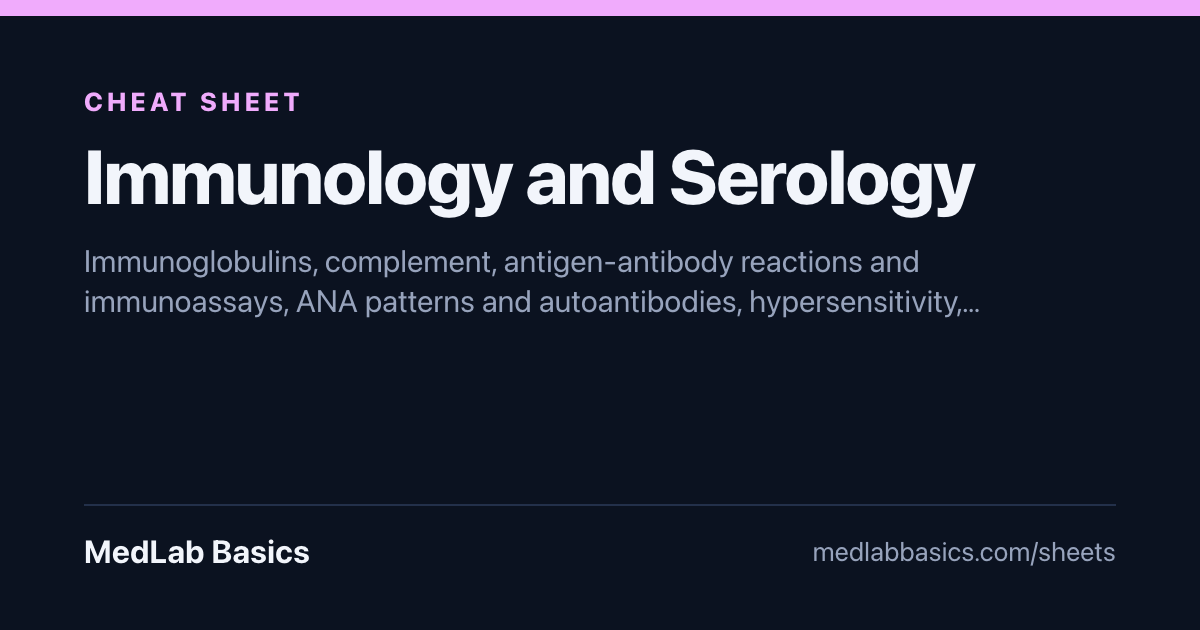 CHEAT SHEET
Immunology and Serology
Immunoglobulins, complement, antigen-antibody reactions and
immunoassays, ANA patterns and autoantibodies, hypersensitivity,...
MedLab Basics
medlabbasics.com/sheets